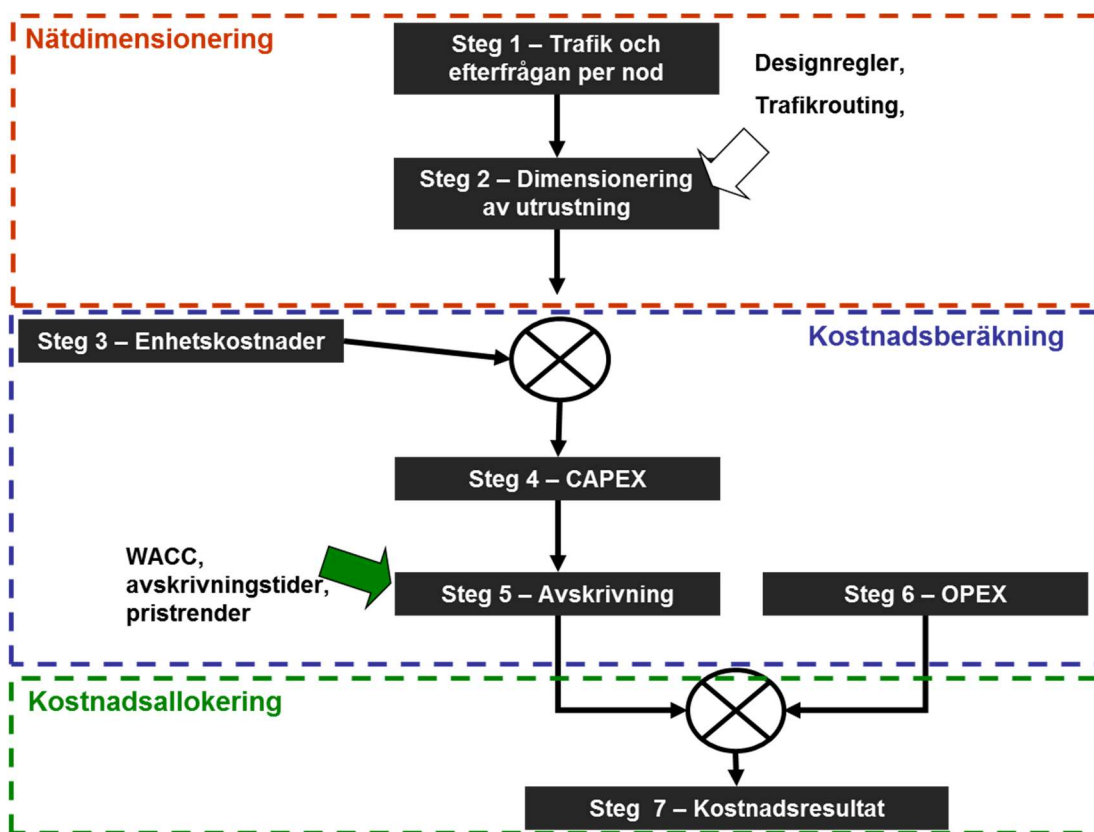 Nätdimensionering
Steg 1 – Trafik och
efterfrågan per nod
Designregler,
Trafikrouting,
Steg 2 – Dimensionering
av utrustning
Steg 3 – Enhetskostnader
Kostnadsberäkning
Steg 4 – CAPEX
WACC,
avskrivningstider,
pristrender
Steg 5 – Avskrivning
Steg 6 – OPEX
Kostnadsallokering
Steg 7 – Kostnadsresultat